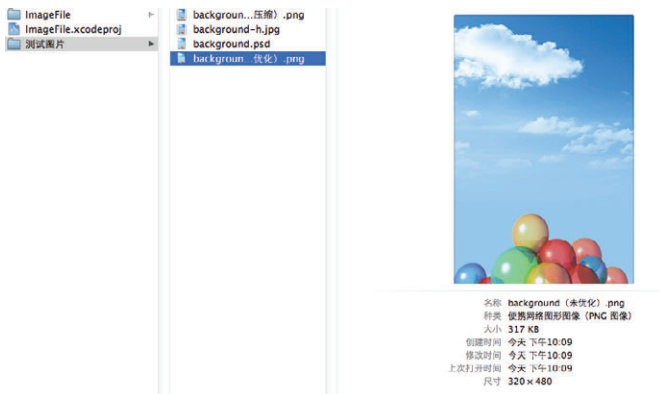 ImageFile
ImageFile.xcodeproj
测试图片
backgroun...压缩）.png
background-h.jpg
background.psd
backgroun...优化）.png
名称 background（未优化）.png
种类 便携网络图形图像（PNG 图像）
大小 317 KB
创建时间 今天 下午10:09
修改时间 今天 下午10:09
上次打开时间 今天 下午10:09
尺寸 320 × 480